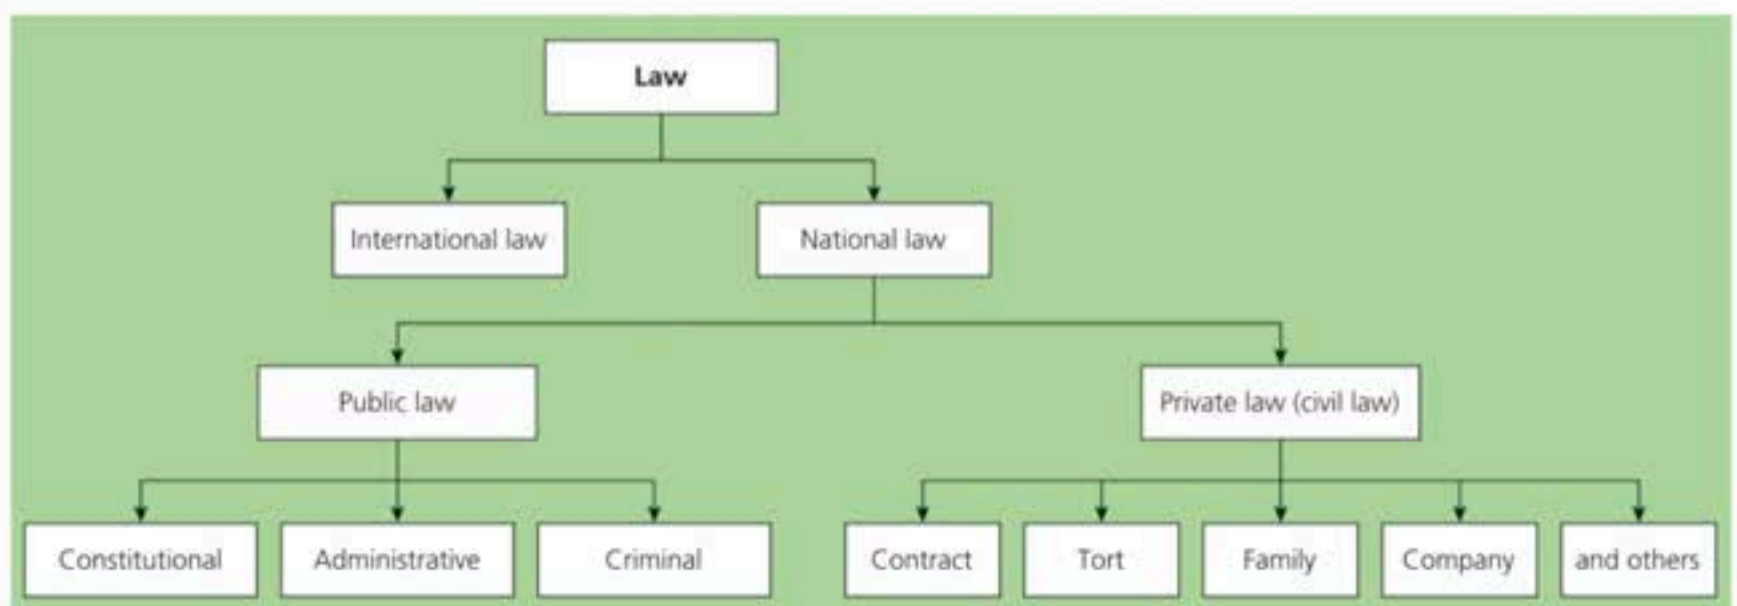 Law
International law
National law
Public law
Private law (civil law)
Constitutional
Administrative
Criminal
Contract
Tort
Family
Company
and others